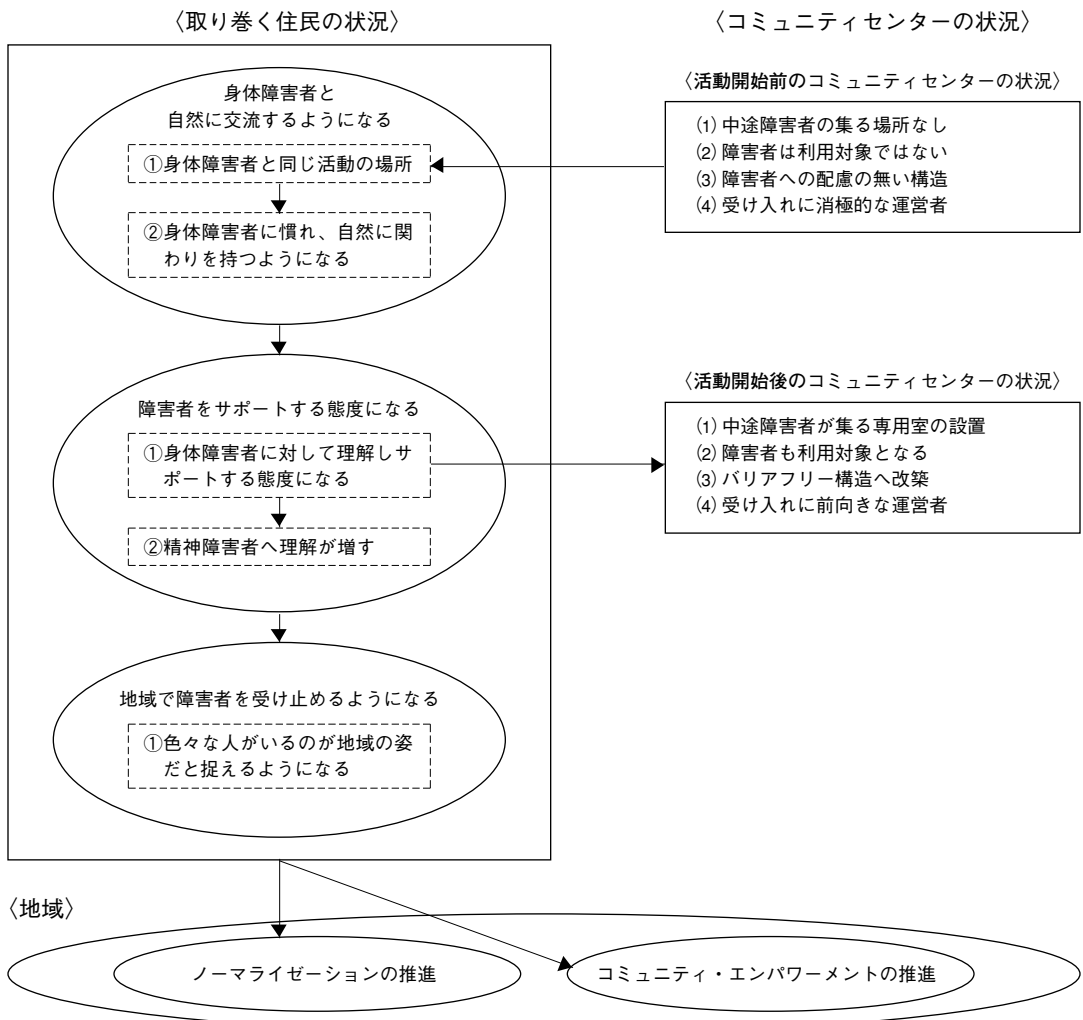 〈取り巻く住民の状況〉
身体障害者と
自然に交流するようになる
①身体障害者と同じ活動の場所
②身体障害者に慣れ、自然に関
わりを持つようになる
障害者をサポートする態度になる
①身体障害者に対して理解しサ
ポートする態度になる
②精神障害者へ理解が増す
地域で障害者を受け止めるようになる
①色々な人がいるのが地域の姿
だと捉えるようになる
〈コミュニティセンターの状況〉
〈活動開始前のコミュニティセンターの状況〉
(1) 中途障害者の集る場所なし
(2) 障害者は利用対象ではない
(3) 障害者への配慮の無い構造
(4) 受け入れに消極的な運営者
〈活動開始後のコミュニティセンターの状況〉
(1) 中途障害者が集る専用室の設置
(2) 障害者も利用対象となる
(3) バリアフリー構造へ改築
(4) 受け入れに前向きな運営者
〈地域〉
ノーマライゼーションの推進
コミュニティ・エンパワーメントの推進